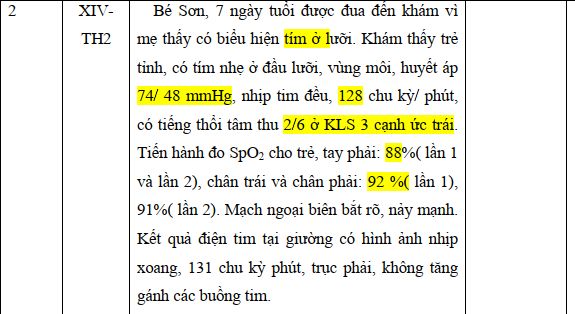 2
XIV-
TH2
Bé Sơn, 7 ngày tuổi được đua đến khám vì
mẹ thấy có biểu hiện tím ở lưỡi. Khám thấy trẻ
tỉnh, có tím nhẹ ở đầu lưỡi, vùng môi, huyết áp
74/ 48 mmHg, nhịp tim đều, 128 chu kỳ/ phút,
có tiếng thổi tâm thu 2/6 ở KLS 3 cạnh ức trái.
Tiến hành đo SpO₂ cho trẻ, tay phải: 88%( lần 1
và lần 2), chân trái và chân phải: 92 %( lần 1),
91%( lần 2). Mạch ngoại biên bắt rõ, nảy mạnh.
Kết quả điện tim tại giường có hình ảnh nhịp
xoang, 131 chu kỳ phút, trục phải, không tăng
gánh các buồng tim.